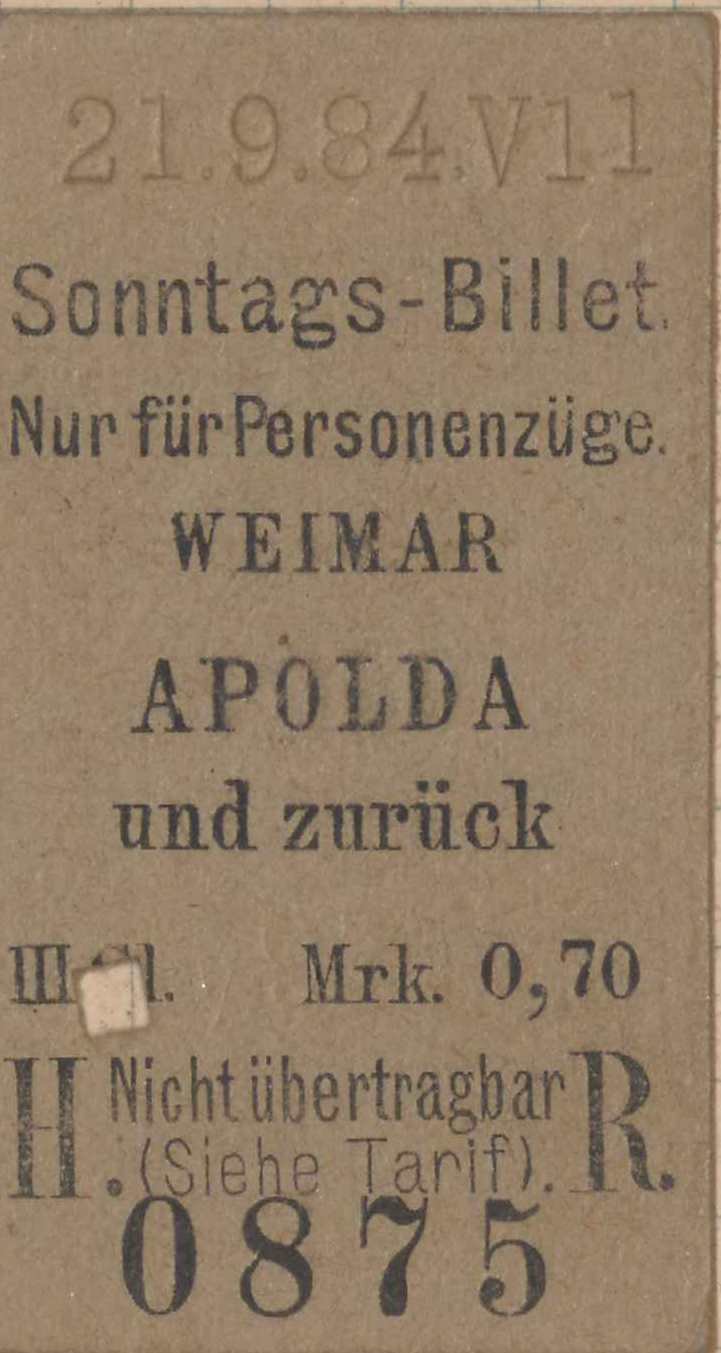 21.9.84.V11
Sonntags-Billet.
Nur für Personenzüge.
WEIMAR
APOLDA
und zurück
III Cl. Mrk. 0,70
H. Nicht übertragbar R.
(Siehe Tarif).
0875